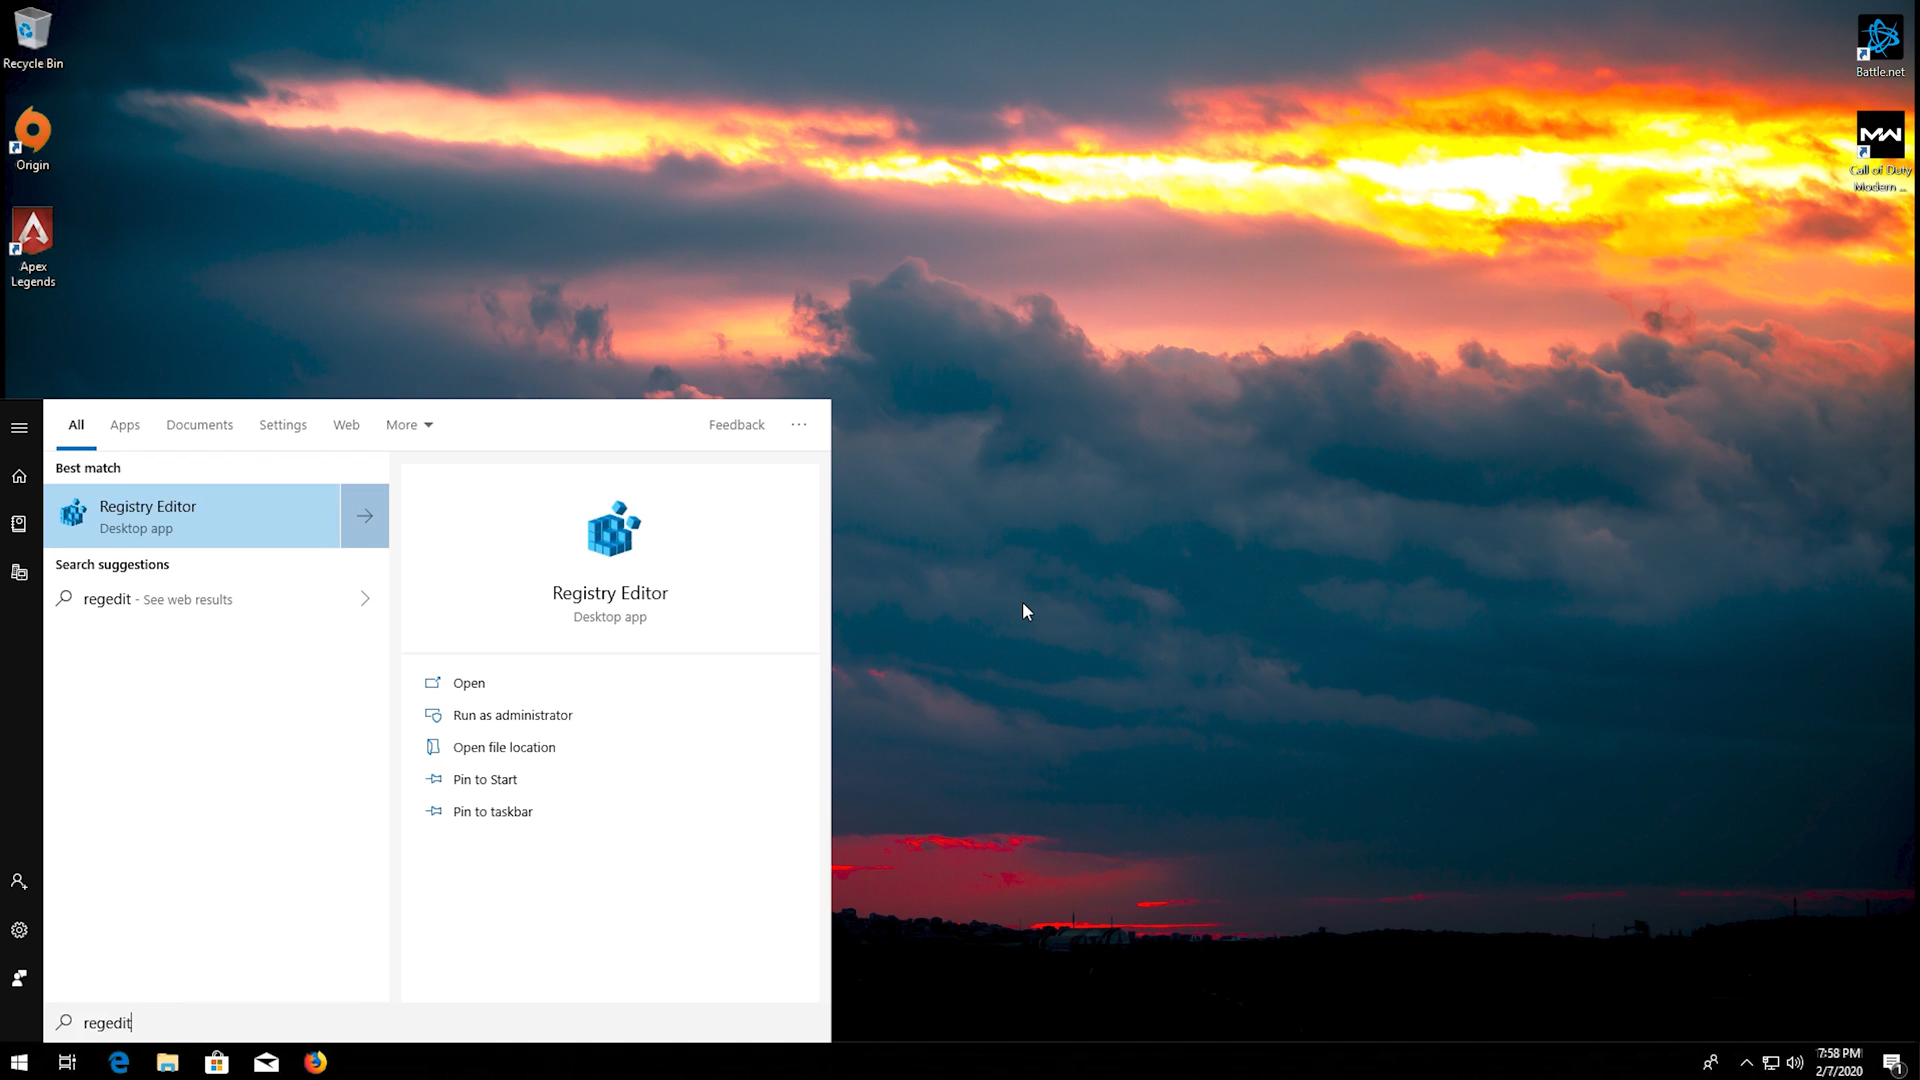 Recycle Bin
Origin
Apex
Legends
Battle.net
MW
Call of Duty
Modern ...
All
Apps
Documents
Settings
Web
More
Feedback
Best match
Registry Editor
Desktop app
Search suggestions
regedit - See web results
Registry Editor
Desktop app
Open
Run as administrator
Open file location
Pin to Start
Pin to taskbar
regedit
7:58 PM
2/7/2020
1